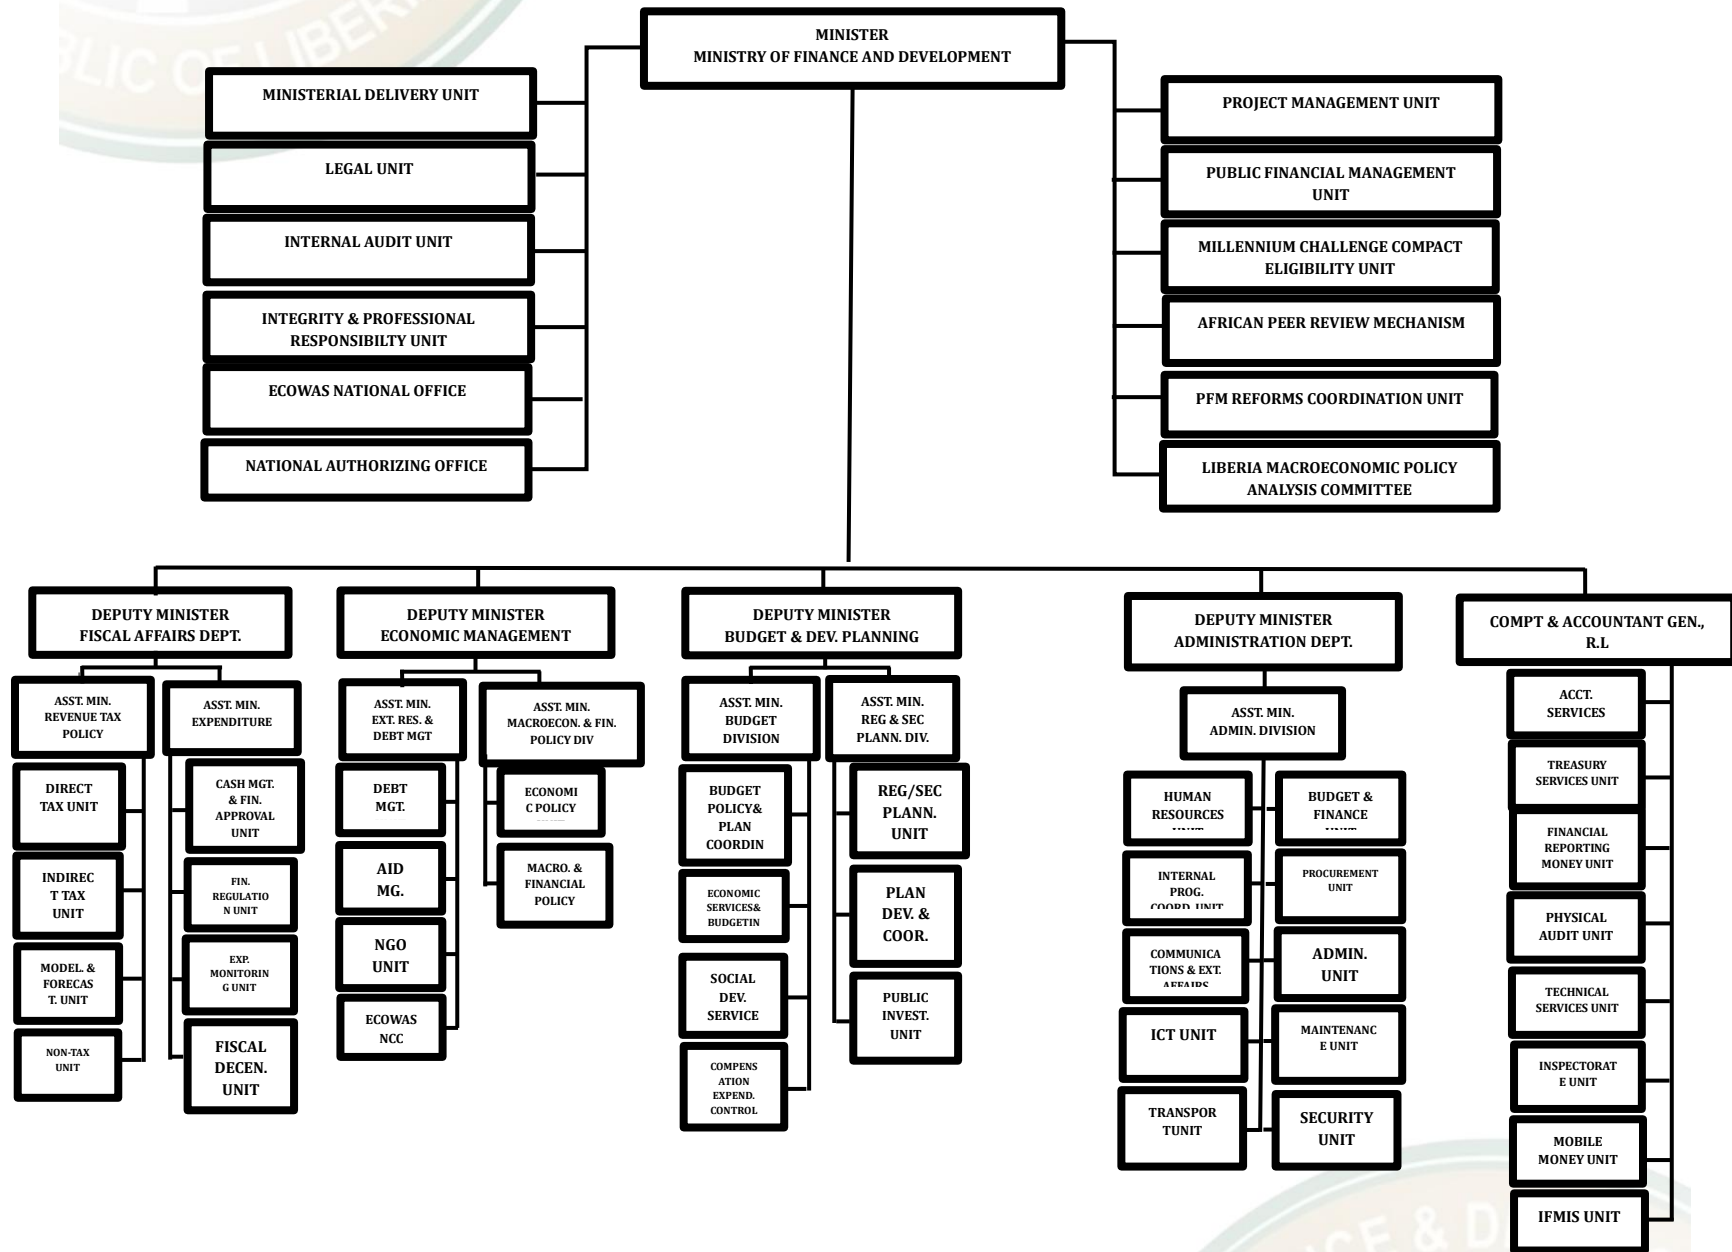 PUBLIC OF LIBERI
MINISTER
MINISTRY OF FINANCE AND DEVELOPMENT
MINISTERIAL DELIVERY UNIT
LEGAL UNIT
INTERNAL AUDIT UNIT
INTEGRITY & PROFESSIONAL
RESPONSIBILTY UNIT
ECOWAS NATIONAL OFFICE
NATIONAL AUTHORIZING OFFICE
PROJECT MANAGEMENT UNIT
PUBLIC FINANCIAL MANAGEMENT
UNIT
MILLENNIUM CHALLENGE COMPACT
ELIGIBILITY UNIT
AFRICAN PEER REVIEW MECHANISM
PFM REFORMS COORDINATION UNIT
LIBERIA MACROECONOMIC POLICY
ANALYSIS COMMITTEE
DEPUTY MINISTER
FISCAL AFFAIRS DEPT.
ASST. MIN.
REVENUE TAX
POLICY
DIRECT
TAX UNIT
INDIREC
T TAX
UNIT
MODEL. &
FORECAS
T. UNIT
NON-TAX
UNIT
ASST. MIN.
EXPENDITURE
CASH MGT.
& FIN.
APPROVAL
UNIT
FIN.
REGULATIO
N UNIT
EXP.
MONITORIN
G UNIT
FISCAL
DECEN.
UNIT
DEPUTY MINISTER
ECONOMIC MANAGEMENT
ASST. MIN.
EXT. RES. &
DEBT MGT
DEBT
MGT.
AID
MG.
NGO
UNIT
ECOWAS
NCC
ASST. MIN.
MACROECON. & FIN.
POLICY DIV
ECONOMI
C POLICY
MACRO. &
FINANCIAL
POLICY
DEPUTY MINISTER
BUDGET & DEV. PLANNING
ASST. MIN.
BUDGET
DIVISION
BUDGET
POLICY&
PLAN
COORDIN
ECONOMIC
SERVICES&
BUDGETIN
SOCIAL
DEV.
SERVICE
COMPENS
ATION
EXPEND.
CONTROL
ASST. MIN.
REG & SEC
PLANN. DIV.
REG/SEC
PLANN.
UNIT
PLAN
DEV. &
COOR.
PUBLIC
INVEST.
UNIT
DEPUTY MINISTER
ADMINISTRATION DEPT.
ASST. MIN.
ADMIN. DIVISION
HUMAN
RESOURCES
UNIT
INTERNAL
PROG.
COORD. UNIT
COMMUNICA
TIONS & EXT.
AFFAIRS
ICT UNIT
TRANSPOR
TUNIT
BUDGET &
FINANCE
UNIT
PROCUREMENT
UNIT
ADMIN.
UNIT
MAINTENANC
E UNIT
SECURITY
UNIT
COMPT & ACCOUNTANT GEN.,
R.L
ACCT.
SERVICES
TREASURY
SERVICES UNIT
FINANCIAL
REPORTING
MONEY UNIT
PHYSICAL
AUDIT UNIT
TECHNICAL
SERVICES UNIT
INSPECTORAT
E UNIT
MOBILE
MONEY UNIT
IFMIS UNIT